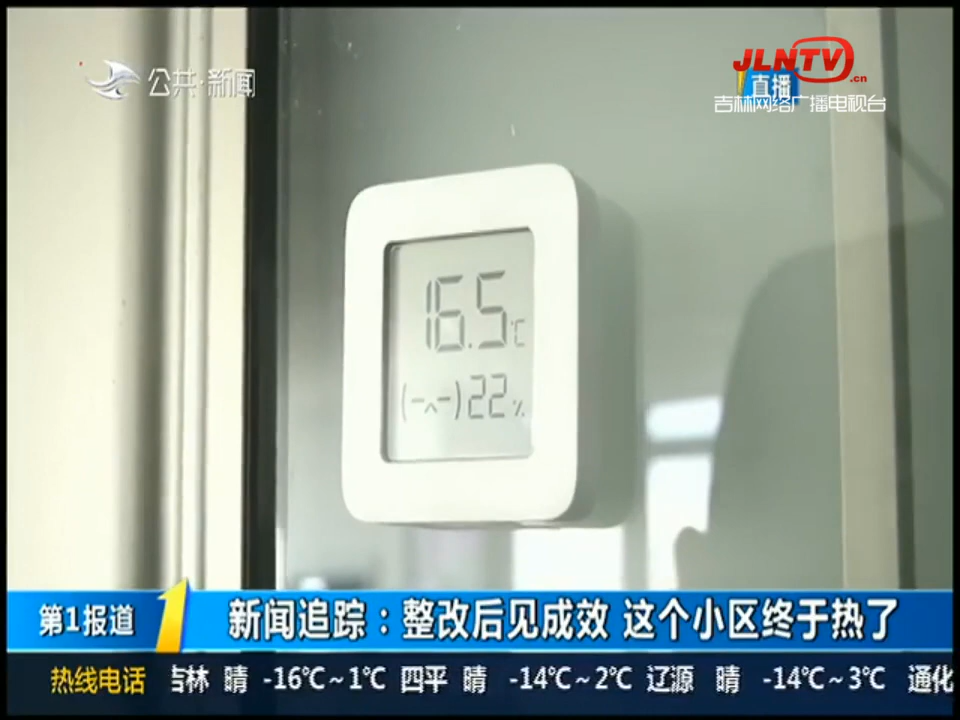 公共·新闻
JLNTV.cn
直播
吉林网络广播电视台
16.5℃
(-^-)22%
第1报道
新闻追踪：整改后见成效 这个小区终于热了
热线电话 吉林 晴 -16℃~1℃ 四平 晴 -14℃~2℃ 辽源 晴 -14℃~3℃ 通化